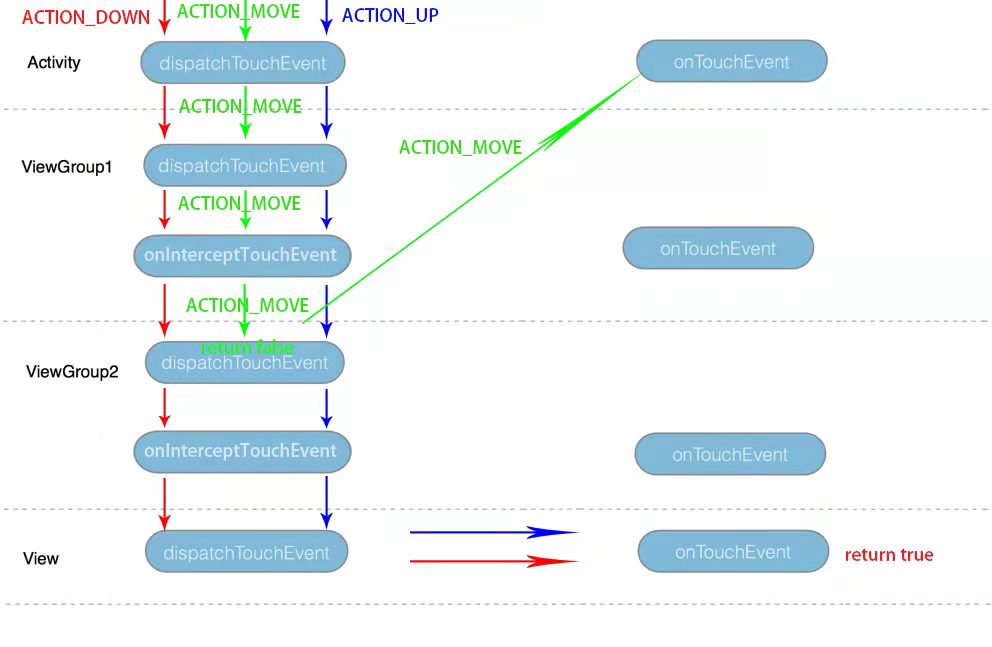 ACTION_DOWN
ACTION_MOVE
ACTION_UP
Activity
dispatchTouchEvent
onTouchEvent
ACTION_MOVE
ACTION_MOVE
ViewGroup1
dispatchTouchEvent
ACTION_MOVE
onInterceptTouchEvent
onTouchEvent
ACTION_MOVE
return false
dispatchTouchEvent
ViewGroup2
onInterceptTouchEvent
onTouchEvent
View
dispatchTouchEvent
onTouchEvent
return true